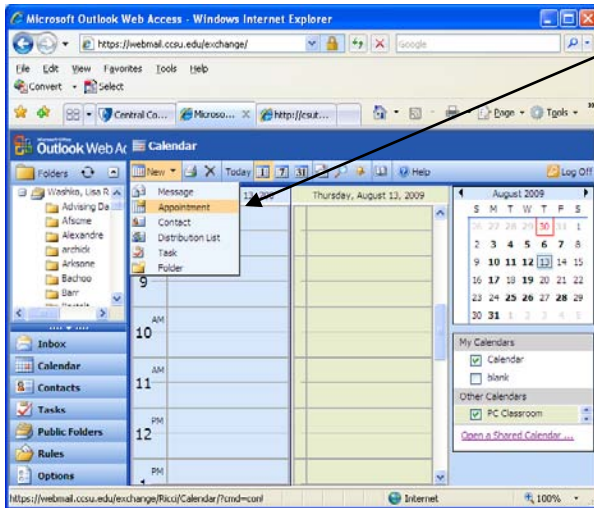 Microsoft Outlook Web Access - Windows Internet Explorer
https://webmail.ccsu.edu/exchange/
Google
File Edit View Favorites Tools Help
Convert Select
Central Co... Microso... http://csut... Page Tools
Outlook Web Calendar
Folders New Today 1 7 31 Help Log Off
Washko, Lisa R
Advising Da
Afsome
Alexandre
archidk
Arksone
Bachoo
Barr
Message
Appointment
Contact
Distribution List
Task
Folder
Thursday, August 13, 2009
9
AM
10
AM
11
PM
12
PM
August 2009
S M T W T F S
26 27 28 29 30 31 1
2 3 4 5 6 7 8
9 10 11 12 13 14 15
16 17 18 19 20 21 22
23 24 25 26 27 28 29
30 31 1 2 3 4 5
My Calendars
Calendar
blank
Other Calendars
PC Classroom
Open a Shared Calendar ...
Inbox
Calendar
Contacts
Tasks
Public Folders
Rules
Options
https://webmail.ccsu.edu/exchange/Ricci/Calendar/?cmd=cont
Internet 100%